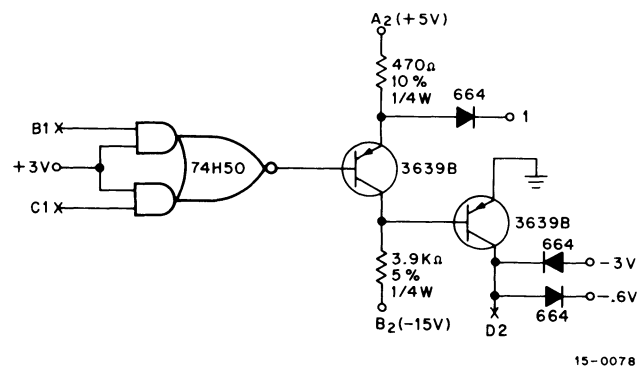 A2(+5V)
470Ω
10%
1/4W
664
1
B1
+3V
C1
74H50
3639B
3639B
3.9KΩ
5%
1/4W
664
-3V
-.6V
664
D2
B2(-15V)
15-0078